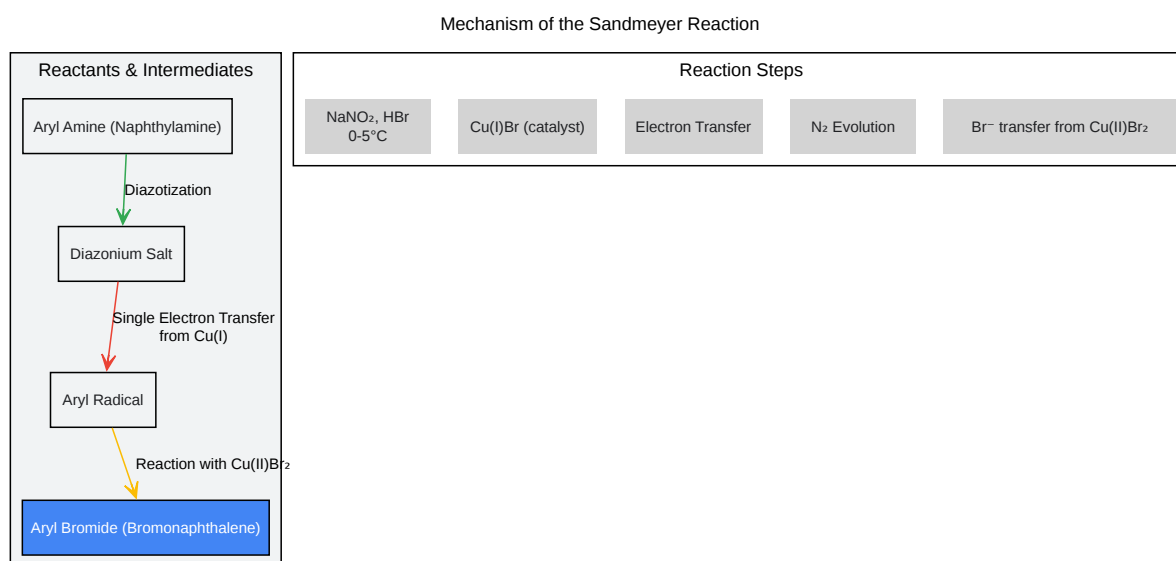 Mechanism of the Sandmeyer Reaction
Reactants & Intermediates
Aryl Amine (Naphthylamine)
Diazotization
Diazonium Salt
Single Electron Transfer
from Cu(I)
Aryl Radical
Reaction with Cu(II)Br₂
Aryl Bromide (Bromonaphthalene)
Reaction Steps
NaNO₂, HBr
0-5°C
Cu(I)Br (catalyst)
Electron Transfer
N₂ Evolution
Br⁻ transfer from Cu(II)Br₂